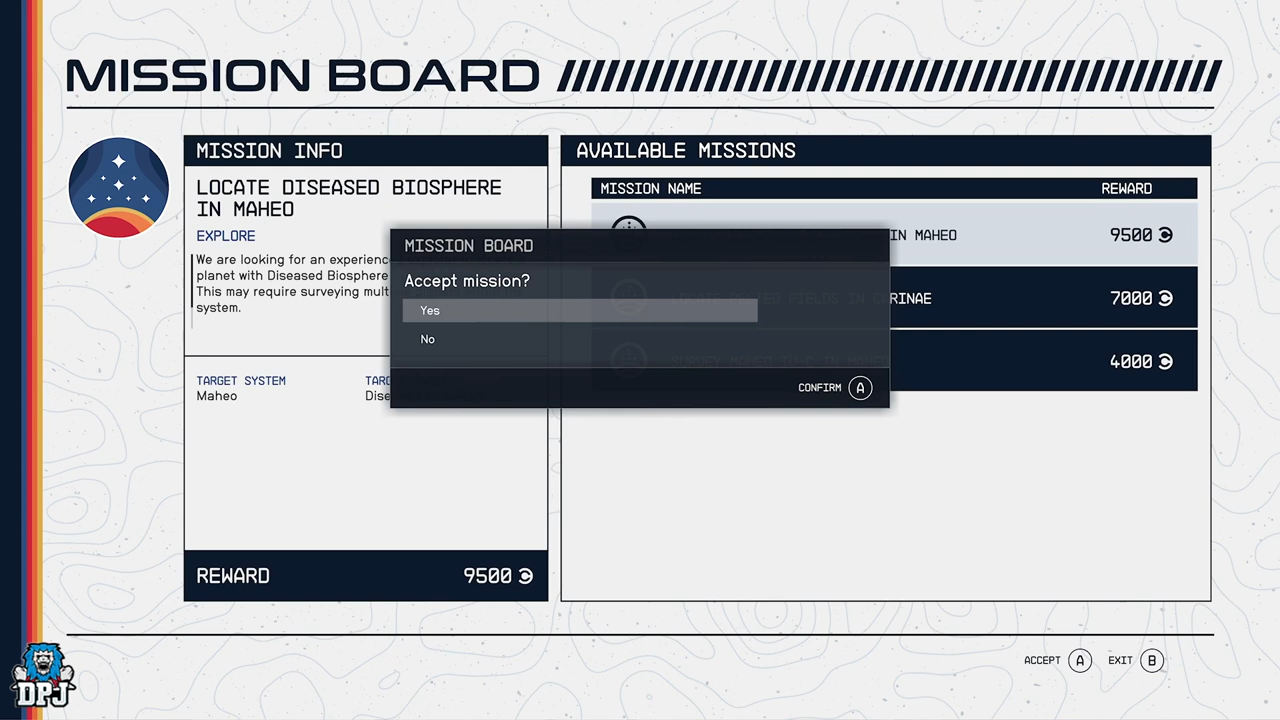 MISSION BOARD
MISSION INFO
LOCATE DISEASED BIOSPHERE
IN MAHEO
EXPLORE
We are looking for an
planet with Diseased Biosphere
This may require surveying
system.
TARGET SYSTEM
Maheo
REWARD 9500
AVAILABLE MISSIONS
MISSION NAME REWARD
IN MAHEO 9500
FIELDS IN 7000
4000
MISSION BOARD
Accept mission?
Yes
No
CONFIRM A
ACCEPT A EXIT B
DPJ